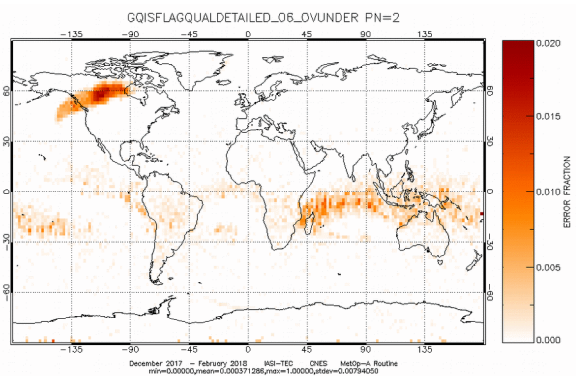 GQISFLAGQUALDETAILED_06_OVUNDER PN=2
-135 -90 -45 0 45 90 135
60 60
30 30
0 0
-30 -30
-60 -60
-135 -90 -45 0 45 90 135
0.020
0.015
0.010
0.005
0.000
ERROR FRACTION
December 2017 - February 2018 IASI-TEC CNES MetOp-A Routine
min=0.00000,mean=0.000371286,max=1.00000,stdev=0.00794050